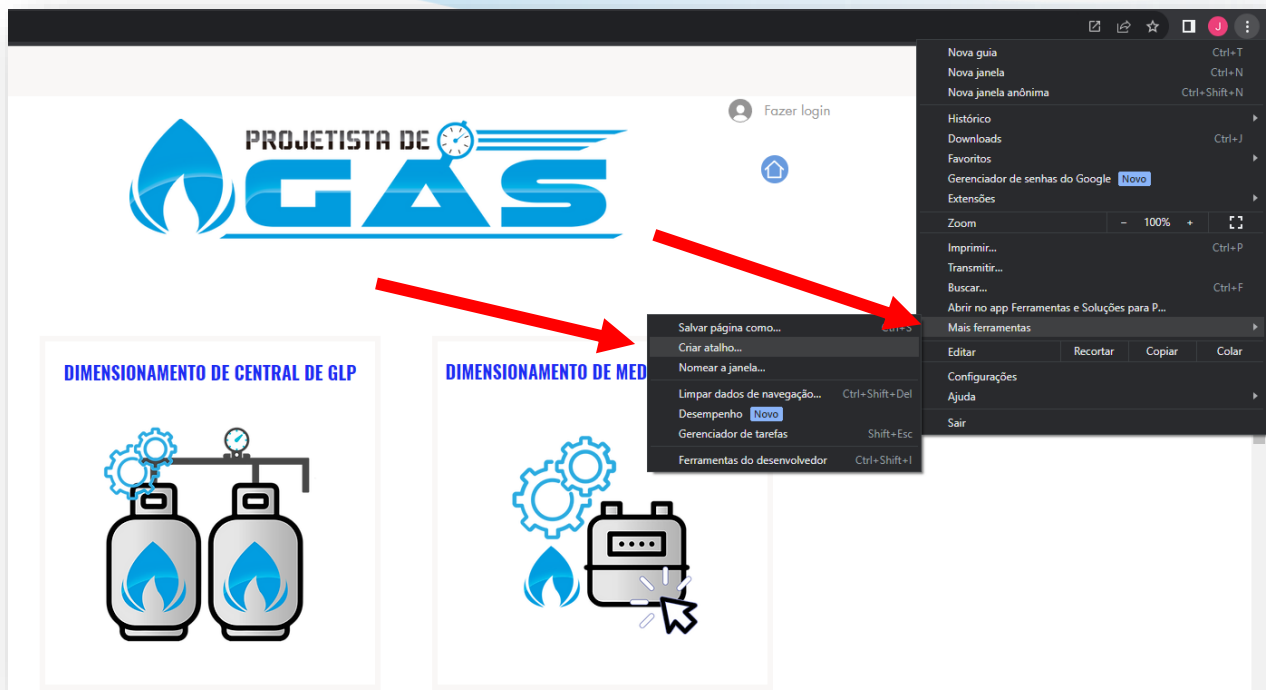 J
Nova guia Ctrl+T
Nova janela Ctrl+N
Nova janela anônima Ctrl+Shift+N
Histórico
Downloads Ctrl+J
Favoritos
Gerenciador de senhas do Google Novo
Extensões
Zoom - 100% +
Imprimir... Ctrl+P
Transmitir...
Buscar... Ctrl+F
Abrir no app Ferramentas e Soluções para P...
Mais ferramentas
Editar Recortar Copiar Colar
Configurações
Ajuda
Sair
Fazer login
PROJETISTA DE
GÁS
Salvar página como... Ctrl+S
Criar atalho...
Nomear a janela...
Limpar dados de navegação... Ctrl+Shift+Del
Desempenho Novo
Gerenciador de tarefas Shift+Esc
Ferramentas do desenvolvedor Ctrl+Shift+I
DIMENSIONAMENTO DE CENTRAL DE GLP
DIMENSIONAMENTO DE MED